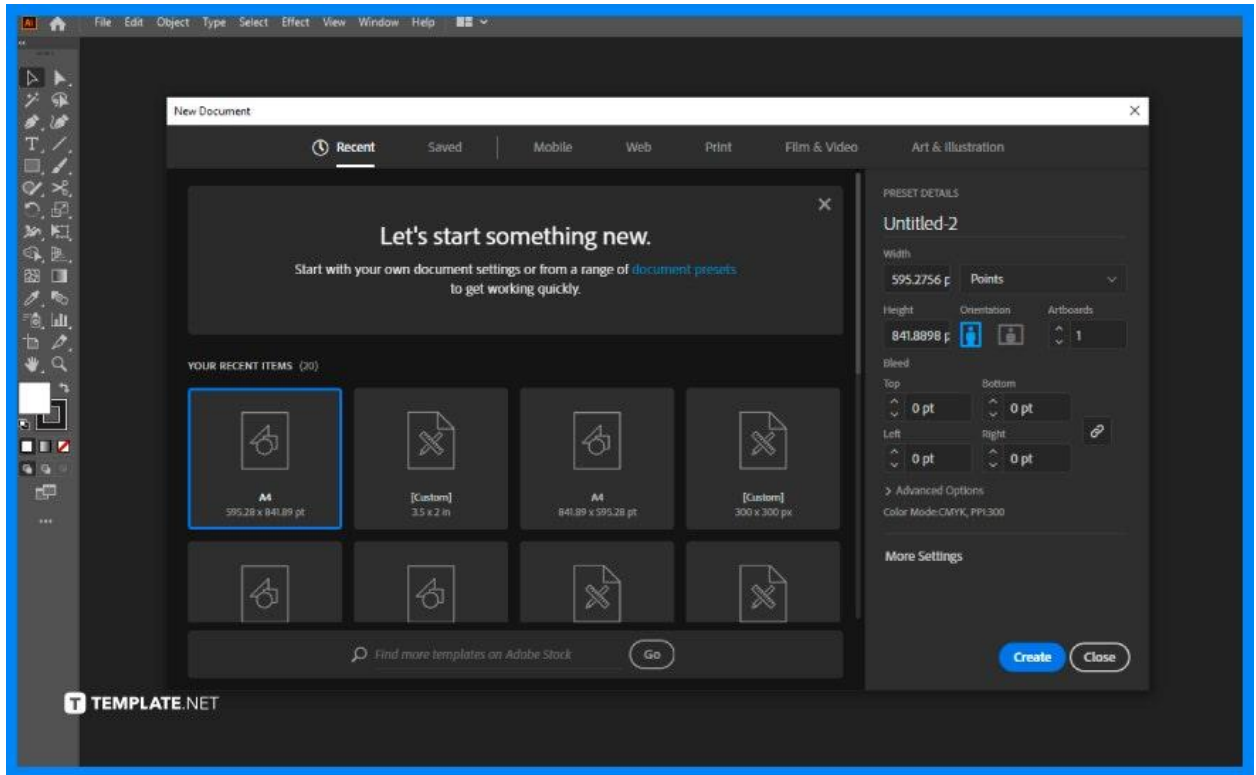 Ai File Edit Object Type Select Effect View Window Help
New Document
Recent Saved Mobile Web Print Film & Video Art & Illustration
Let's start something new.
Start with your own document settings or from a range of document presets
to get working quickly.
YOUR RECENT ITEMS (20)
A4
595.28 x 841.89 pt
[Custom]
3.5 x 2 in
A4
841.89 x 595.28 pt
[Custom]
300 x 300 px
Find more templates on Adobe Stock Go
PRESET DETAILS
Untitled-2
Width
595.2756 p Points
Height Orientation Artboards
841.8898 p 1
Bleed
Top Bottom
0 pt 0 pt
Left Right
0 pt 0 pt
> Advanced Options
Color Mode:CMYK, PPI:300
More Settings
Create Close
T TEMPLATE.NET